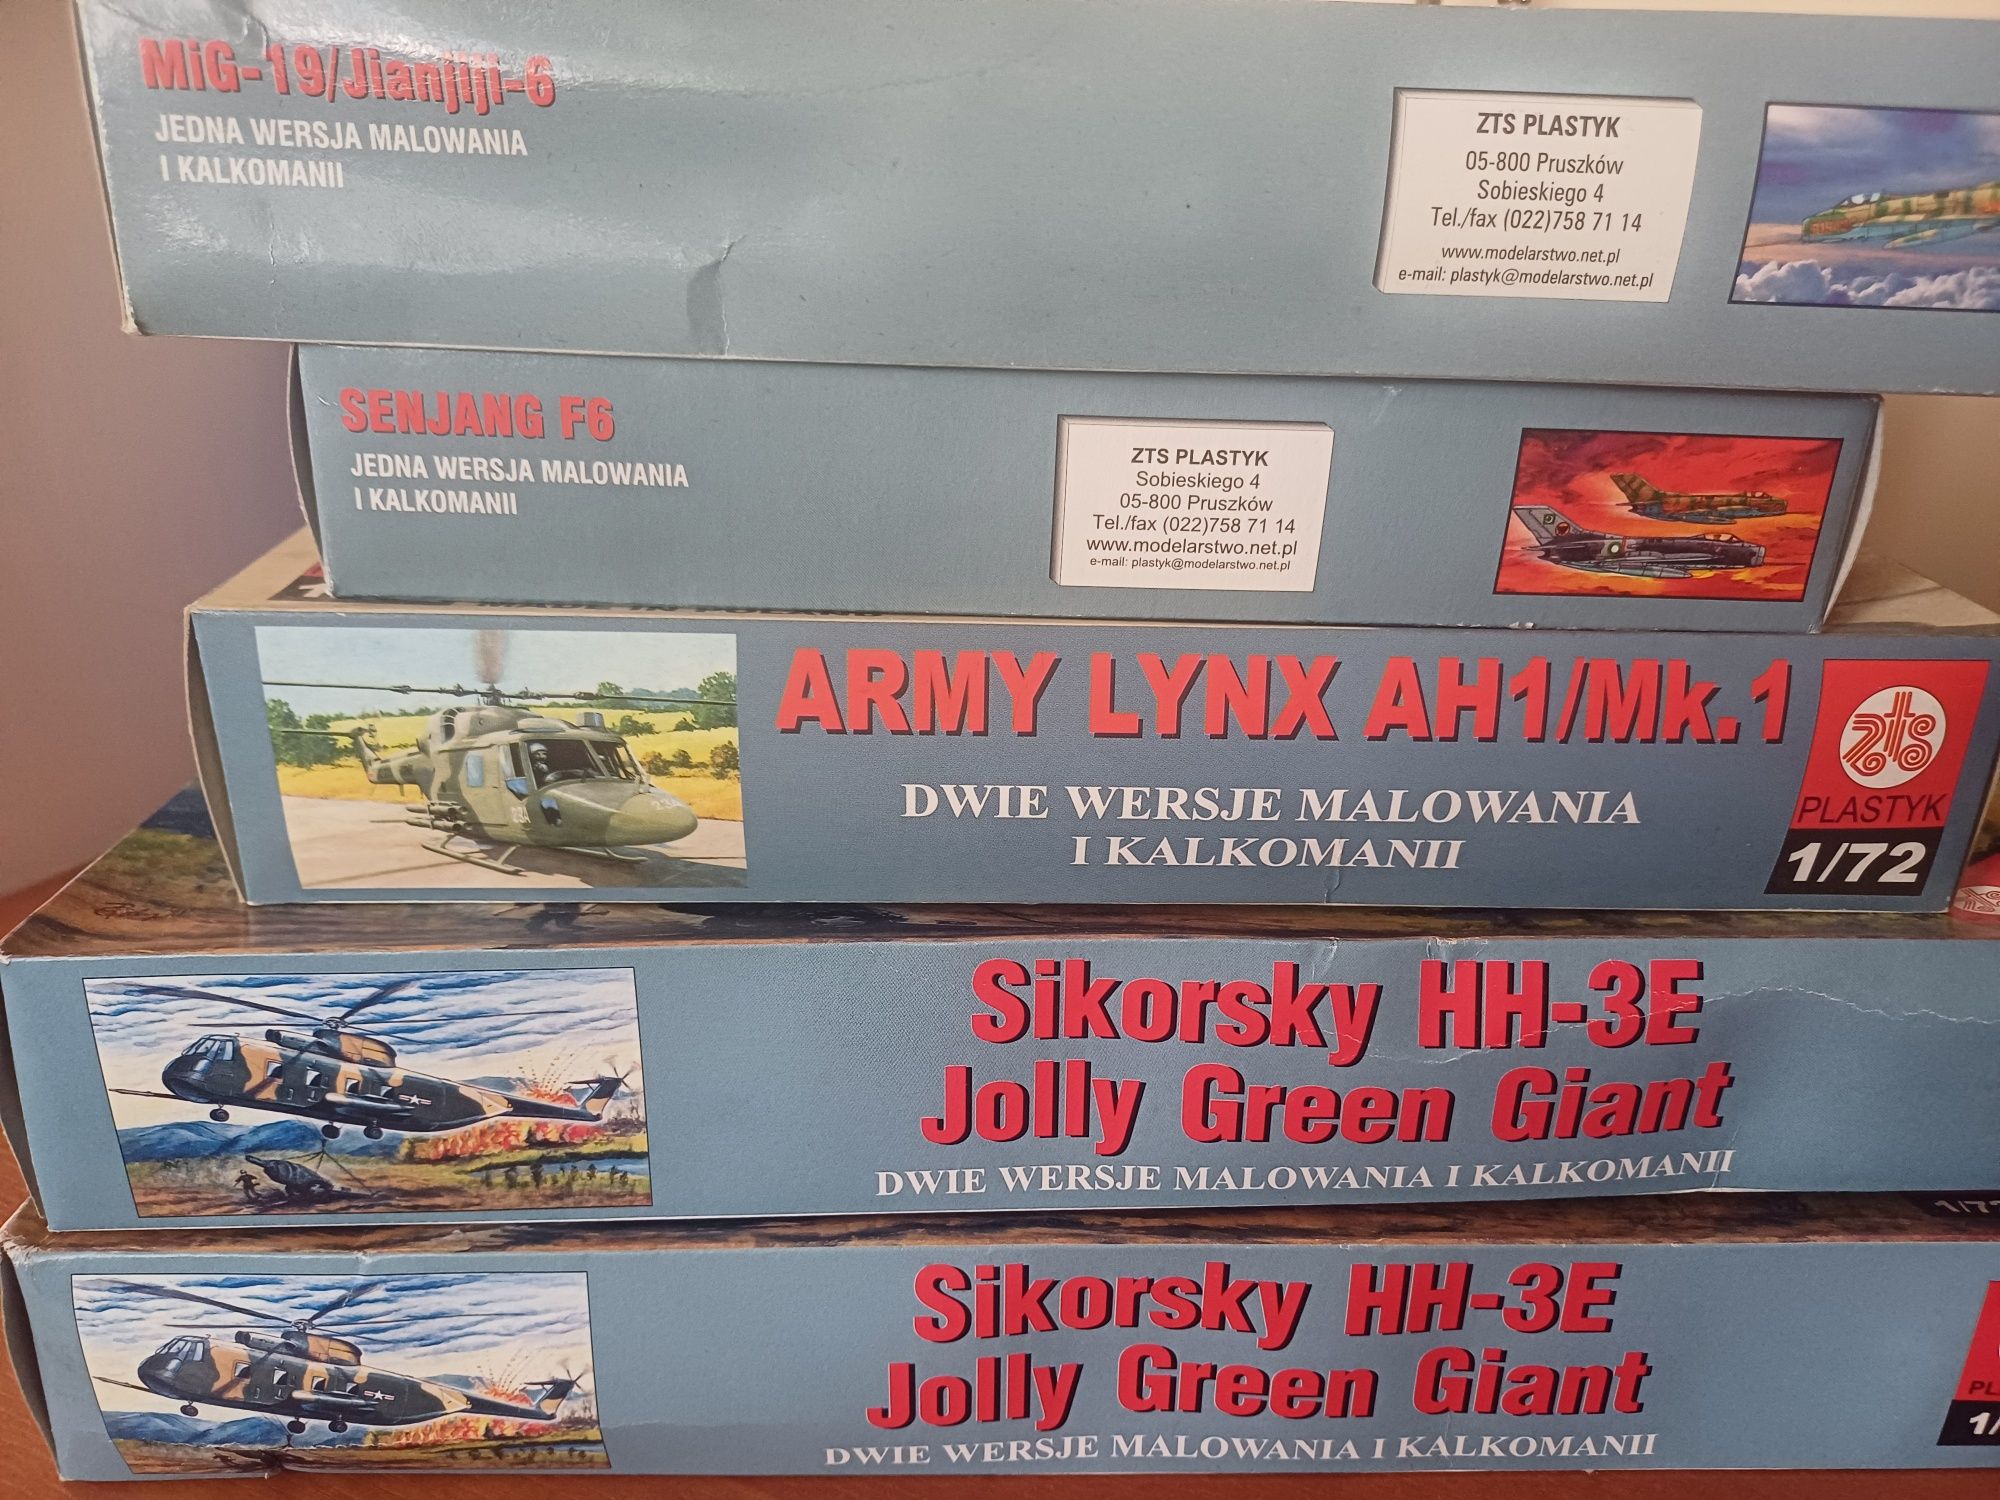 MiG-19/Jianjiji-6
JEDNA WERSJA MALOWANIA
I KALKOMANII
ZTS PLASTYK
05-800 Pruszków
Sobieskiego 4
Tel./fax (022)758 71 14
www.modelarstwo.net.pl
e-mail: plastyk@modelarstwo.net.pl
SENJANG F6
JEDNA WERSJA MALOWANIA
I KALKOMANII
ZTS PLASTYK
Sobieskiego 4
05-800 Pruszków
Tel./fax (022)758 71 14
www.modelarstwo.net.pl
e-mail: plastyk@modelarstwo.net.pl
ARMY LYNX AH1/Mk.1
DWIE WERSJE MALOWANIA
I KALKOMANII
zts
PLASTYK
1/72
Sikorsky HH-3E
Jolly Green Giant
DWIE WERSJE MALOWANIA I KALKOMANII
1/72
Sikorsky HH-3E
Jolly Green Giant
DWIE WERSJE MALOWANIA I KALKOMANII
PL
1/